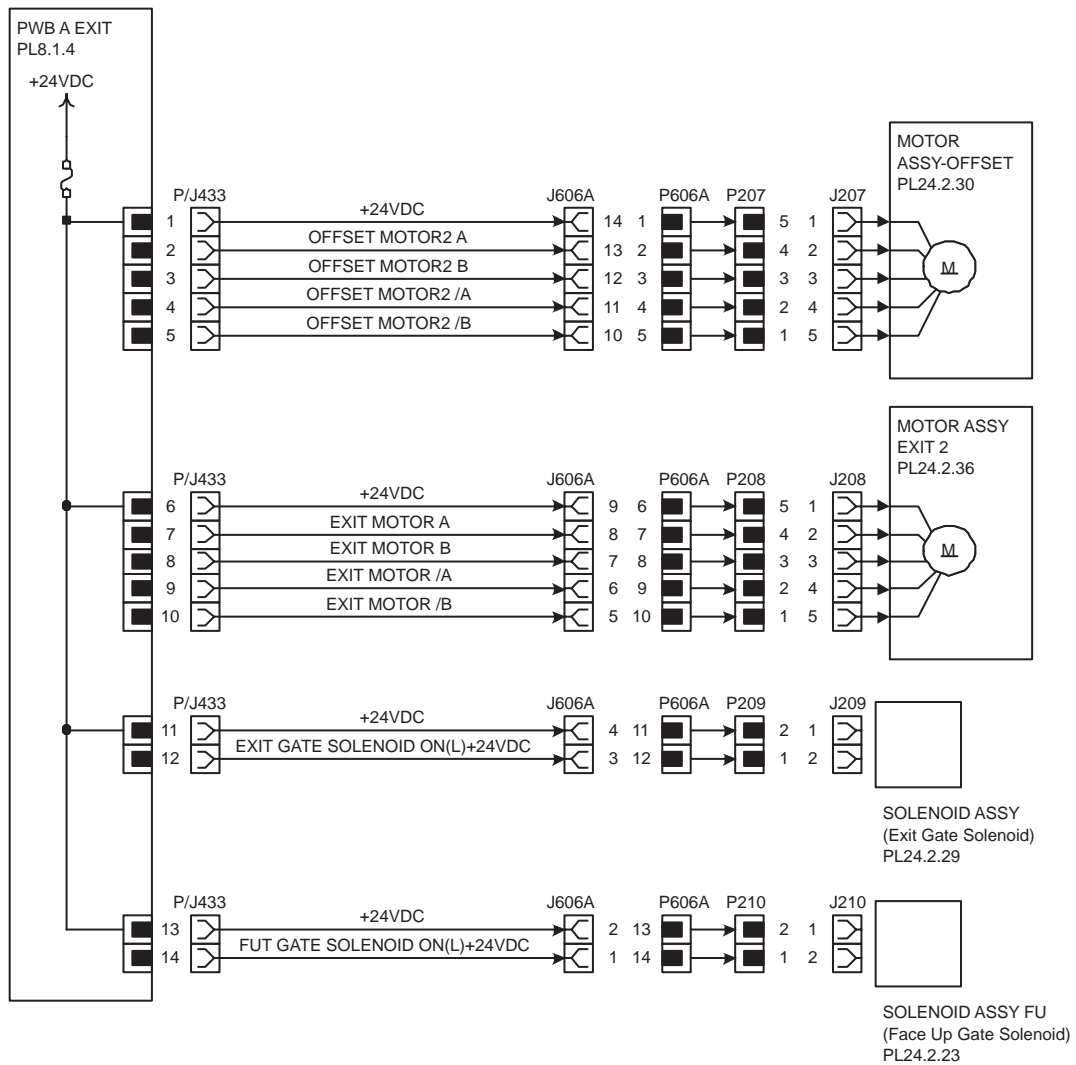 PWB A EXIT
PL8.1.4
+24VDC
MOTOR
ASSY-OFFSET
PL24.2.30
P/J433 J606A P606A P207 J207
1 +24VDC 14 1 5 1
2 OFFSET MOTOR2 A 13 2 4 2
3 OFFSET MOTOR2 B 12 3 3 3
4 OFFSET MOTOR2 /A 11 4 2 4
5 OFFSET MOTOR2 /B 10 5 1 5
M
MOTOR ASSY
EXIT 2
PL24.2.36
P/J433 J606A P606A P208 J208
6 +24VDC 9 6 5 1
7 EXIT MOTOR A 8 7 4 2
8 EXIT MOTOR B 7 8 3 3
9 EXIT MOTOR /A 6 9 2 4
10 EXIT MOTOR /B 5 10 1 5
M
P/J433 J606A P606A P209 J209
11 +24VDC 4 11 2 1
12 EXIT GATE SOLENOID ON(L)+24VDC 3 12 1 2
SOLENOID ASSY
(Exit Gate Solenoid)
PL24.2.29
P/J433 J606A P606A P210 J210
13 +24VDC 2 13 2 1
14 FUT GATE SOLENOID ON(L)+24VDC 1 14 1 2
SOLENOID ASSY FU
(Face Up Gate Solenoid)
PL24.2.23